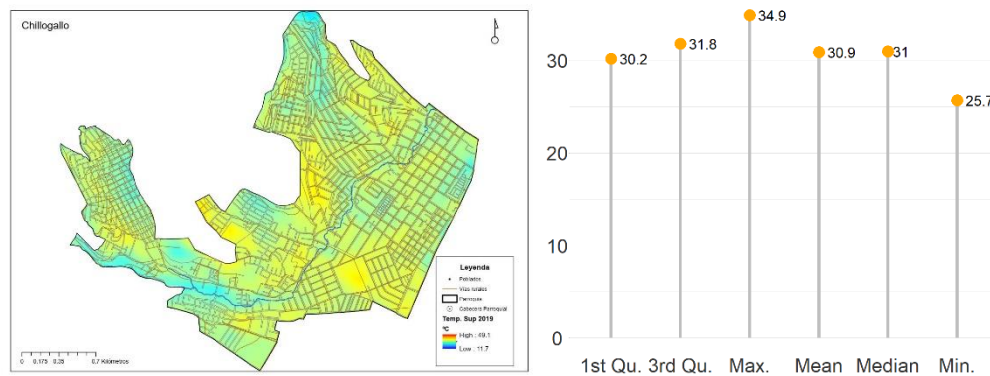 Chillogallo
Leyenda
Poblados
Vías rurales
Parroquia
Cabecera Parroquial
Temp. Sup 2019
°C
High : 49.1
Low : 11.7
0 0.175 0.35 0.7 Kilómetros
30
20
10
0
30.2
31.8
34.9
30.9
31
25.7
1st Qu. 3rd Qu. Max. Mean Median Min.